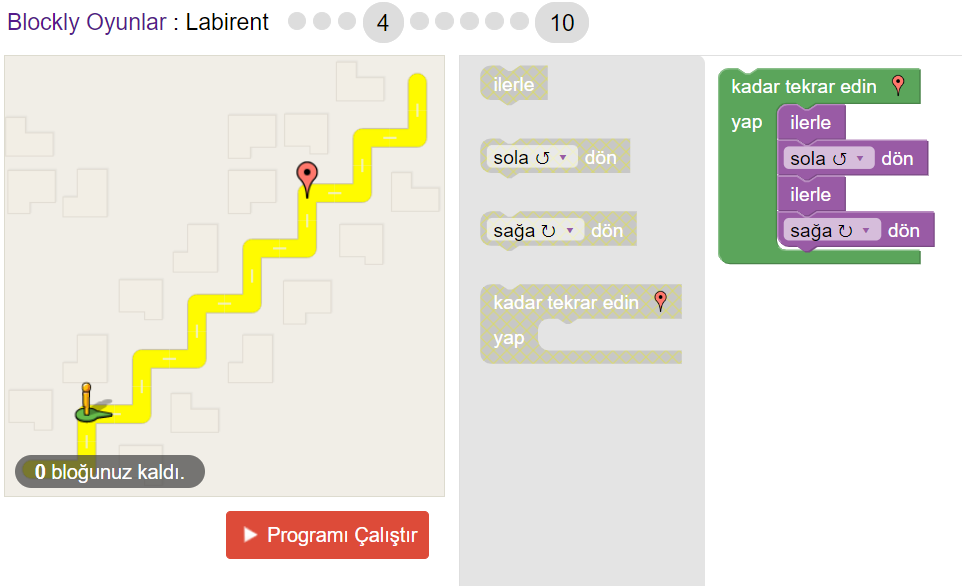 Blockly Oyunlar : Labirent 4 10
ilerle
sola ↺ ▼ dön
sağa ↻ ▼ dön
kadar tekrar edin
yap
kadar tekrar edin
yap
ilerle
sola ↺ ▼ dön
ilerle
sağa ↻ ▼ dön
0 bloğunuz kaldı.
Programı Çalıştır